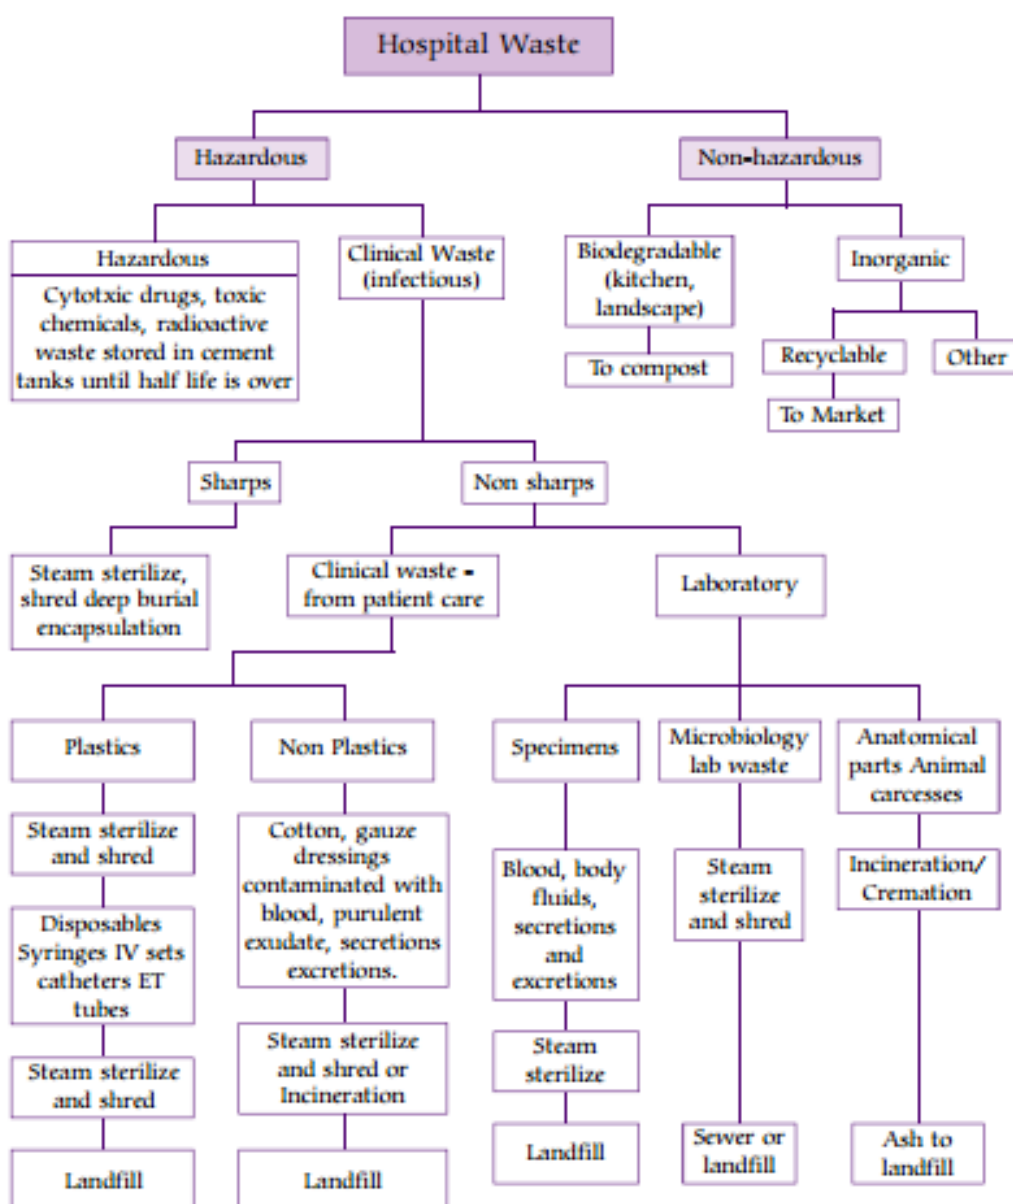 Hospital Waste
Hazardous
Non-hazardous
Hazardous
Cytotxic drugs, toxic
chemicals, radioactive
waste stored in cement
tanks until half life is over
Clinical Waste
(infectious)
Biodegradable
(kitchen,
landscape)
Inorganic
To compost
Recyclable
Other
To Market
Sharps
Non sharps
Steam sterilize,
shred deep burial
encapsulation
Clinical waste -
from patient care
Laboratory
Plastics
Non Plastics
Specimens
Microbiology
lab waste
Anatomical
parts Animal
carcesses
Steam sterilize
and shred
Cotton, gauze
dressings
contaminated with
blood, purulent
exudate, secretions
excretions.
Blood, body
fluids,
secretions
and
excretions
Steam
sterilize
and shred
Incineration/
Cremation
Disposables
Syringes IV sets
catheters ET
tubes
Steam sterilize
and shred
Steam sterilize
and shred or
Incineration
Steam
sterilize
Landfill
Landfill
Landfill
Sewer or
landfill
Ash to
landfill